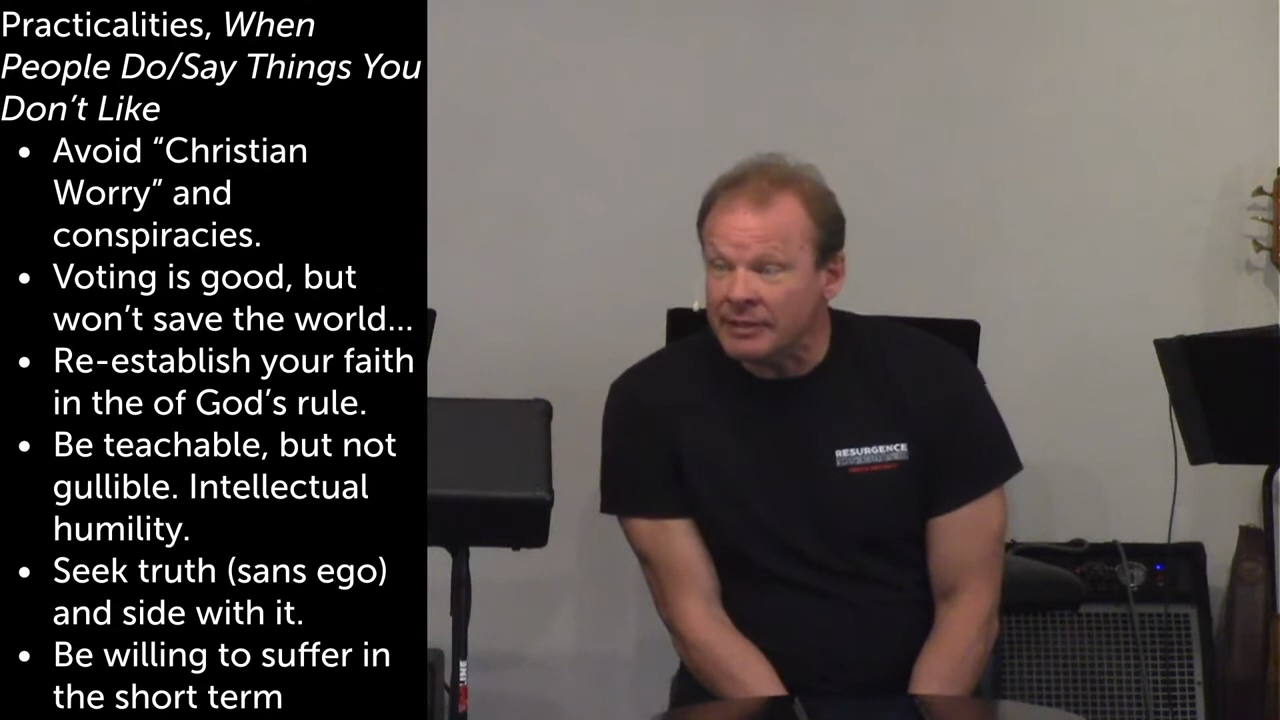 Practicalities, When
People Do/Say Things You
Don’t Like
• Avoid “Christian
Worry” and
conspiracies.
• Voting is good, but
won’t save the world...
• Re-establish your faith
in the of God’s rule.
• Be teachable, but not
gullible. Intellectual
humility.
• Seek truth (sans ego)
and side with it.
• Be willing to suffer in
the short term
RESURGENCE